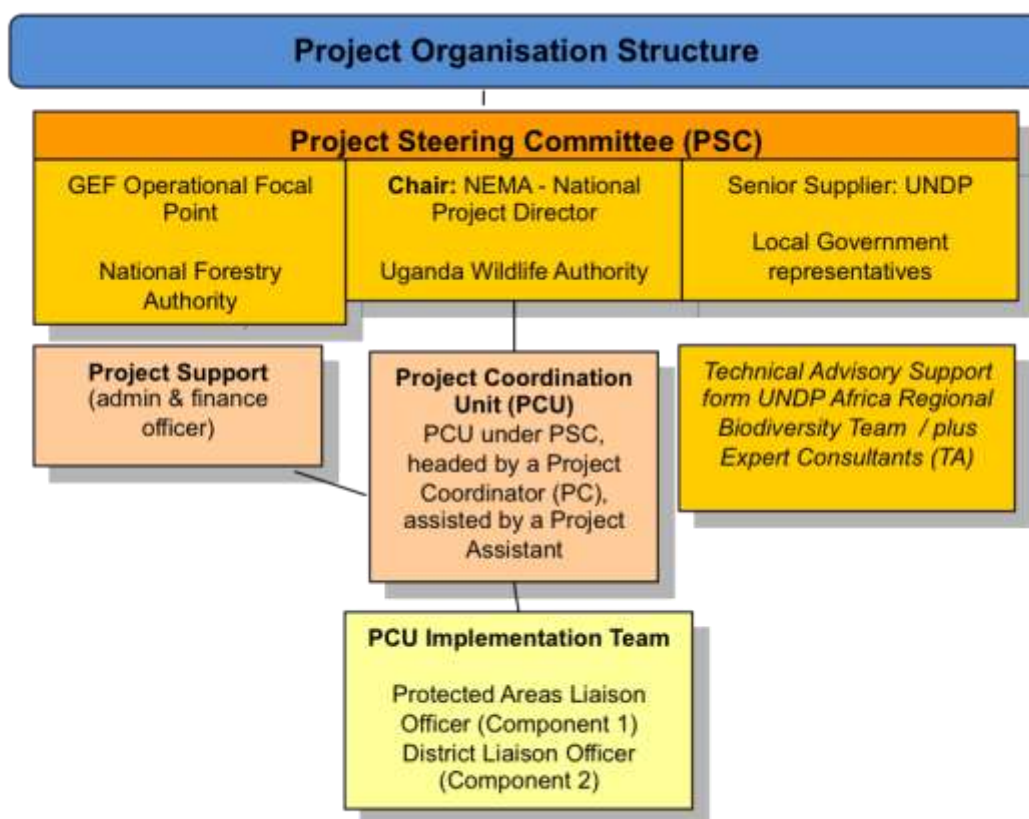 Project Organisation Structure
Project Steering Committee (PSC)
GEF Operational Focal
Point
National Forestry
Authority
Chair: NEMA - National
Project Director
Uganda Wildlife Authority
Senior Supplier: UNDP
Local Government
representatives
Project Support
(admin & finance
officer)
Project Coordination
Unit (PCU)
PCU under PSC,
headed by a Project
Coordinator (PC),
assisted by a Project
Assistant
Technical Advisory Support
form UNDP Africa Regional
Biodiversity Team / plus
Expert Consultants (TA)
PCU Implementation Team
Protected Areas Liaison
Officer (Component 1)
District Liaison Officer
(Component 2)